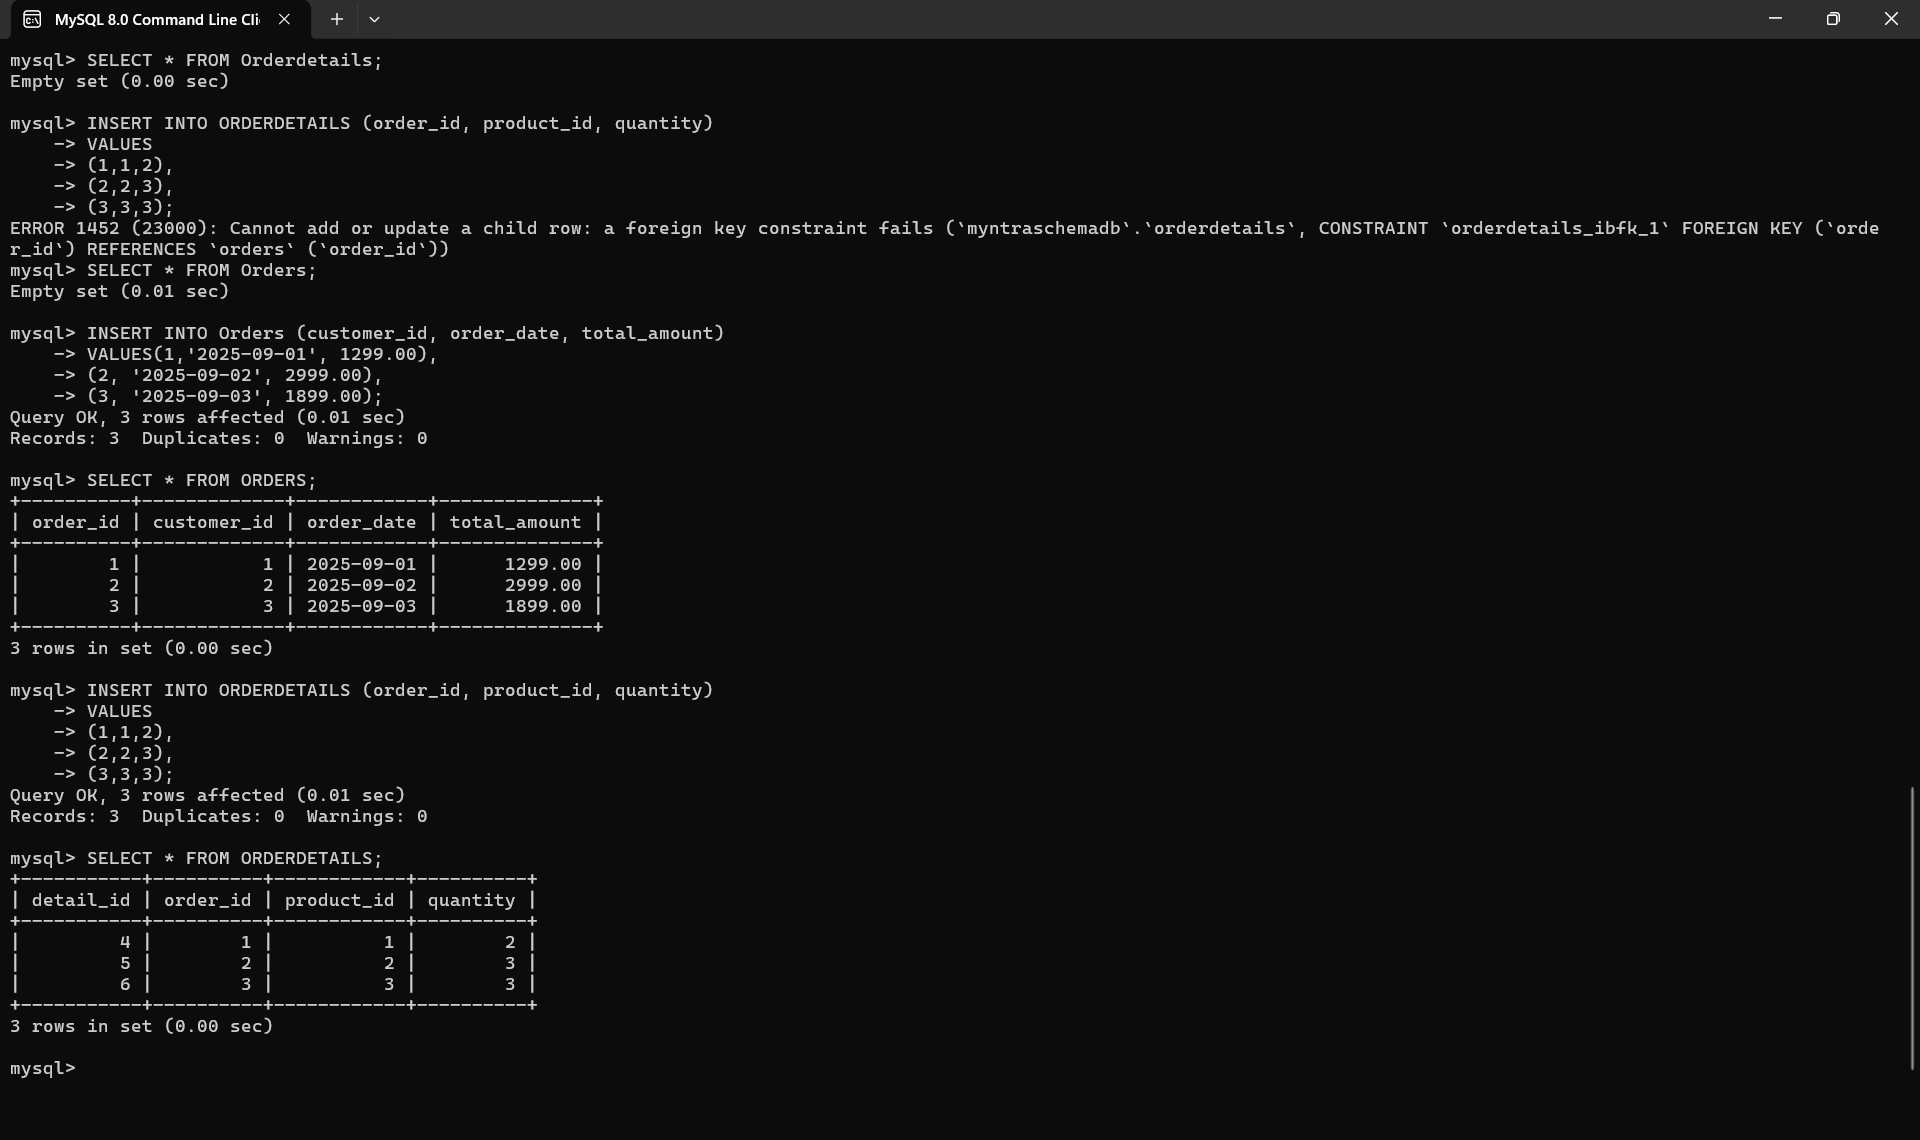 MySQL 8.0 Command Line Cli
mysql> SELECT * FROM Orderdetails;
Empty set (0.00 sec)
mysql> INSERT INTO ORDERDETAILS (order_id, product_id, quantity)
    -> VALUES
    -> (1,1,2),
    -> (2,2,3),
    -> (3,3,3);
ERROR 1452 (23000): Cannot add or update a child row: a foreign key constraint fails (`myntraschemadb`.`orderdetails`, CONSTRAINT `orderdetails_ibfk_1` FOREIGN KEY (`orde
r_id`) REFERENCES `orders` (`order_id`))
mysql> SELECT * FROM Orders;
Empty set (0.01 sec)
mysql> INSERT INTO Orders (customer_id, order_date, total_amount)
    -> VALUES(1,'2025-09-01', 1299.00),
    -> (2, '2025-09-02', 2999.00),
    -> (3, '2025-09-03', 1899.00);
Query OK, 3 rows affected (0.01 sec)
Records: 3  Duplicates: 0  Warnings: 0
mysql> SELECT * FROM ORDERS;
+----------+-------------+------------+--------------+
| order_id | customer_id | order_date | total_amount |
+----------+-------------+------------+--------------+
|        1 |           1 | 2025-09-01 |      1299.00 |
|        2 |           2 | 2025-09-02 |      2999.00 |
|        3 |           3 | 2025-09-03 |      1899.00 |
+----------+-------------+------------+--------------+
3 rows in set (0.00 sec)
mysql> INSERT INTO ORDERDETAILS (order_id, product_id, quantity)
    -> VALUES
    -> (1,1,2),
    -> (2,2,3),
    -> (3,3,3);
Query OK, 3 rows affected (0.01 sec)
Records: 3  Duplicates: 0  Warnings: 0
mysql> SELECT * FROM ORDERDETAILS;
+-----------+----------+------------+----------+
| detail_id | order_id | product_id | quantity |
+-----------+----------+------------+----------+
|         4 |        1 |          1 |        2 |
|         5 |        2 |          2 |        3 |
|         6 |        3 |          3 |        3 |
+-----------+----------+------------+----------+
3 rows in set (0.00 sec)
mysql>